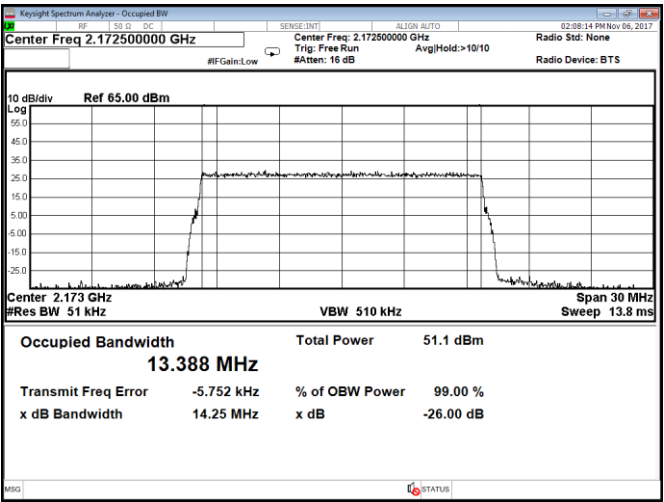 Keysight Spectrum Analyzer - Occupied BW
RF 50 Ω DC SENSE:INT ALIGN AUTO 02:08:14 PM Nov 06, 2017
Center Freq 2.172500000 GHz Center Freq: 2.172500000 GHz Radio Std: None
Trig: Free Run Avg|Hold:>10/10
#IFGain:Low #Atten: 16 dB Radio Device: BTS
10 dB/div Ref 65.00 dBm
Log
55.0
45.0
35.0
25.0
15.0
5.00
-5.00
-15.0
-25.0
Center 2.173 GHz Span 30 MHz
#Res BW 51 kHz VBW 510 kHz Sweep 13.8 ms
Occupied Bandwidth Total Power 51.1 dBm
13.388 MHz
Transmit Freq Error -5.752 kHz % of OBW Power 99.00 %
x dB Bandwidth 14.25 MHz x dB -26.00 dB
MSG STATUS